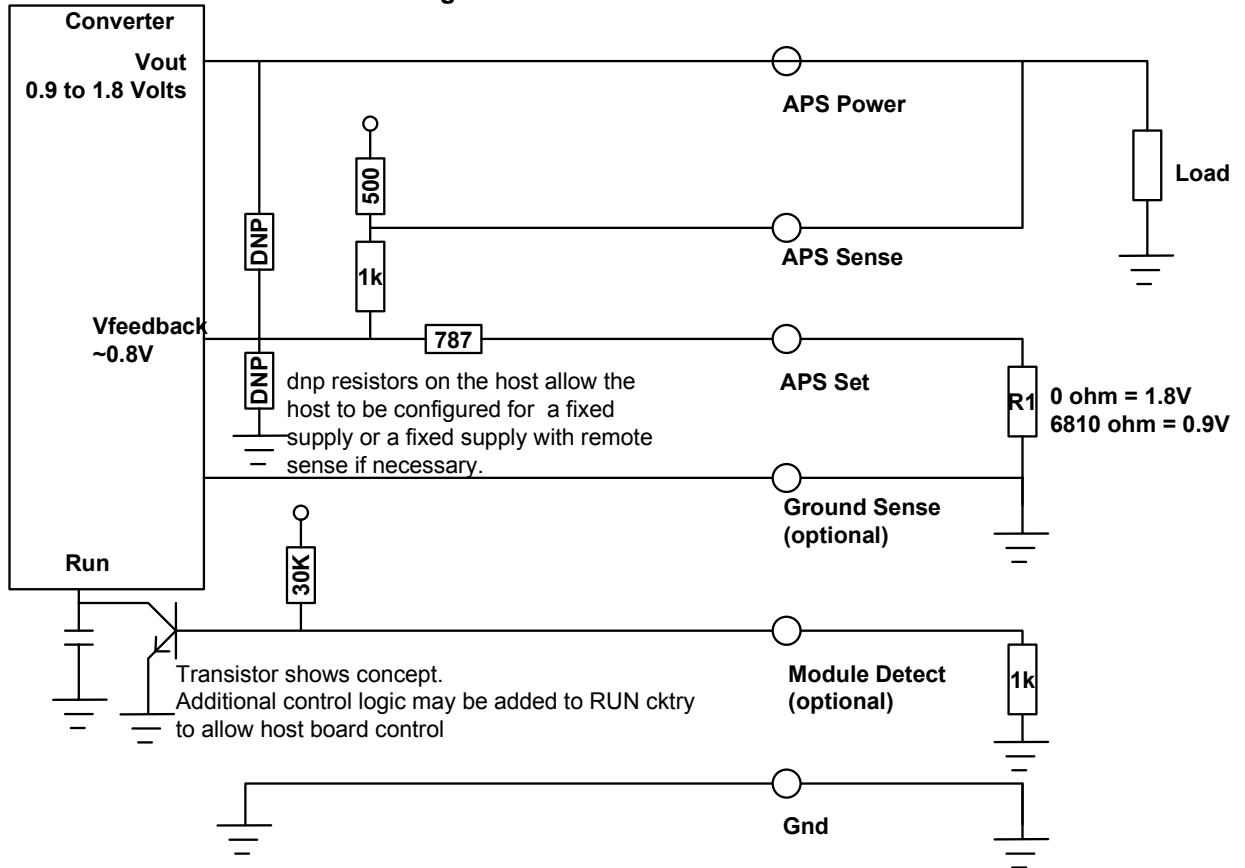 Converter
Vout
0.9 to 1.8 Volts
APS Power
Load
500
DNP
1k
APS Sense
Vfeedback
~0.8V
787
DNP
APS Set
R1
0 ohm = 1.8V
6810 ohm = 0.9V
dnp resistors on the host allow the
host to be configured for a fixed
supply or a fixed supply with remote
sense if necessary.
Ground Sense
(optional)
Run
30K
Transistor shows concept.
Additional control logic may be added to RUN cktry
to allow host board control
Module Detect
(optional)
1k
Gnd